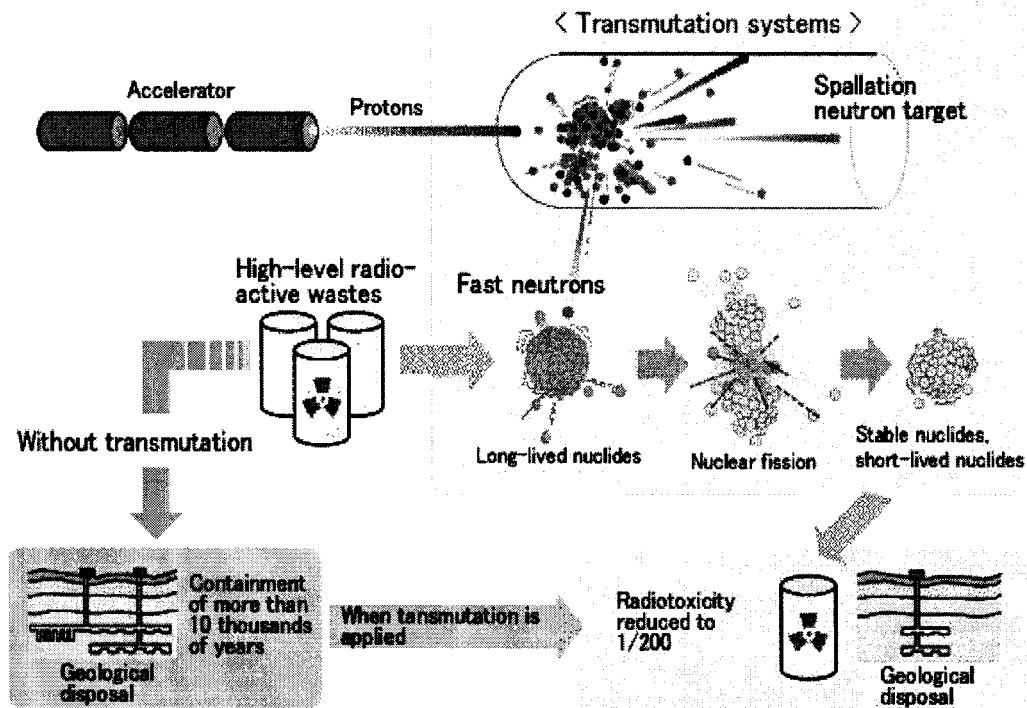 < Transmutation systems >
Accelerator
Protons
Spallation
neutron target
High-level radio-
active wastes
Fast neutrons
Without transmutation
Long-lived nuclides
Nuclear fission
Stable nuclides,
short-lived nuclides
Containment
of more than
10 thousands
of years
Geological
disposal
When tansmutation is
applied
Radiotoxicity
reduced to
1/200
Geological
disposal